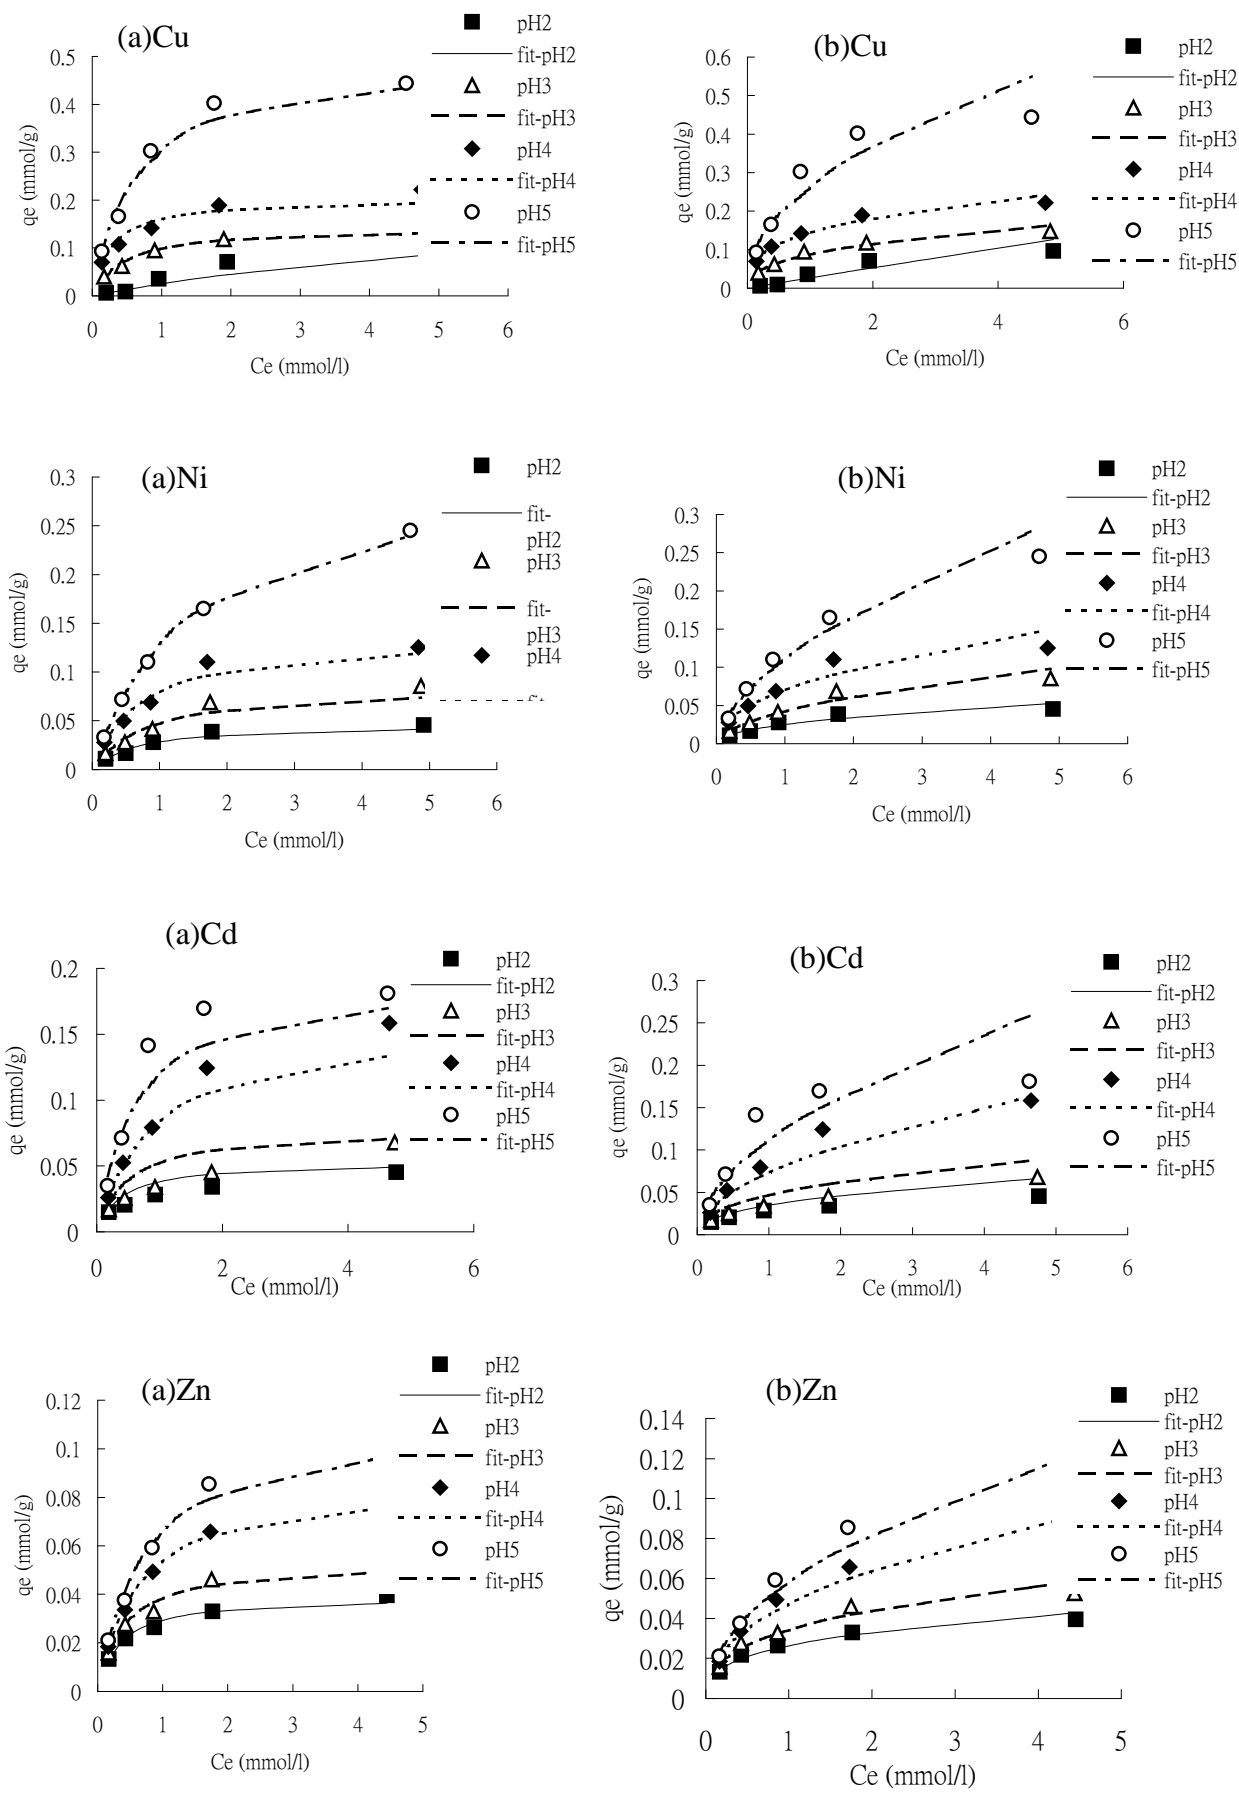 (a)Cu
pH2
fit-pH2
pH3
fit-pH3
pH4
fit-pH4
pH5
fit-pH5
0.5
0.4
0.3
0.2
0.1
0
0 1 2 3 4 5 6
qe (mmol/g)
Ce (mmol/l)
(b)Cu
pH2
fit-pH2
pH3
fit-pH3
pH4
fit-pH4
pH5
fit-pH5
0.6
0.5
0.4
0.3
0.2
0.1
0
0 2 4 6
qe (mmol/g)
Ce (mmol/l)
(a)Ni
pH2
fit-
pH2
pH3
fit-
pH3
pH4
fit-
0.3
0.25
0.2
0.15
0.1
0.05
0
0 1 2 3 4 5 6
qe (mmol/g)
Ce (mmol/l)
(b)Ni
pH2
fit-pH2
pH3
fit-pH3
pH4
fit-pH4
pH5
fit-pH5
0.3
0.25
0.2
0.15
0.1
0.05
0
0 1 2 3 4 5 6
qe (mmol/g)
Ce (mmol/l)
(a)Cd
pH2
fit-pH2
pH3
fit-pH3
pH4
fit-pH4
pH5
fit-pH5
0.2
0.15
0.1
0.05
0
0 2 4 6
qe (mmol/g)
Ce (mmol/l)
(b)Cd
pH2
fit-pH2
pH3
fit-pH3
pH4
fit-pH4
pH5
fit-pH5
0.3
0.25
0.2
0.15
0.1
0.05
0
0 1 2 3 4 5 6
qe (mmol/g)
Ce (mmol/l)
(a)Zn
pH2
fit-pH2
pH3
fit-pH3
pH4
fit-pH4
pH5
fit-pH5
0.12
0.1
0.08
0.06
0.04
0.02
0
0 1 2 3 4 5
qe (mmol/g)
Ce (mmol/l)
(b)Zn
pH2
fit-pH2
pH3
fit-pH3
pH4
fit-pH4
pH5
fit-pH5
0.14
0.12
0.1
0.08
0.06
0.04
0.02
0
0 1 2 3 4 5
qe (mmol/g)
Ce (mmol/l)